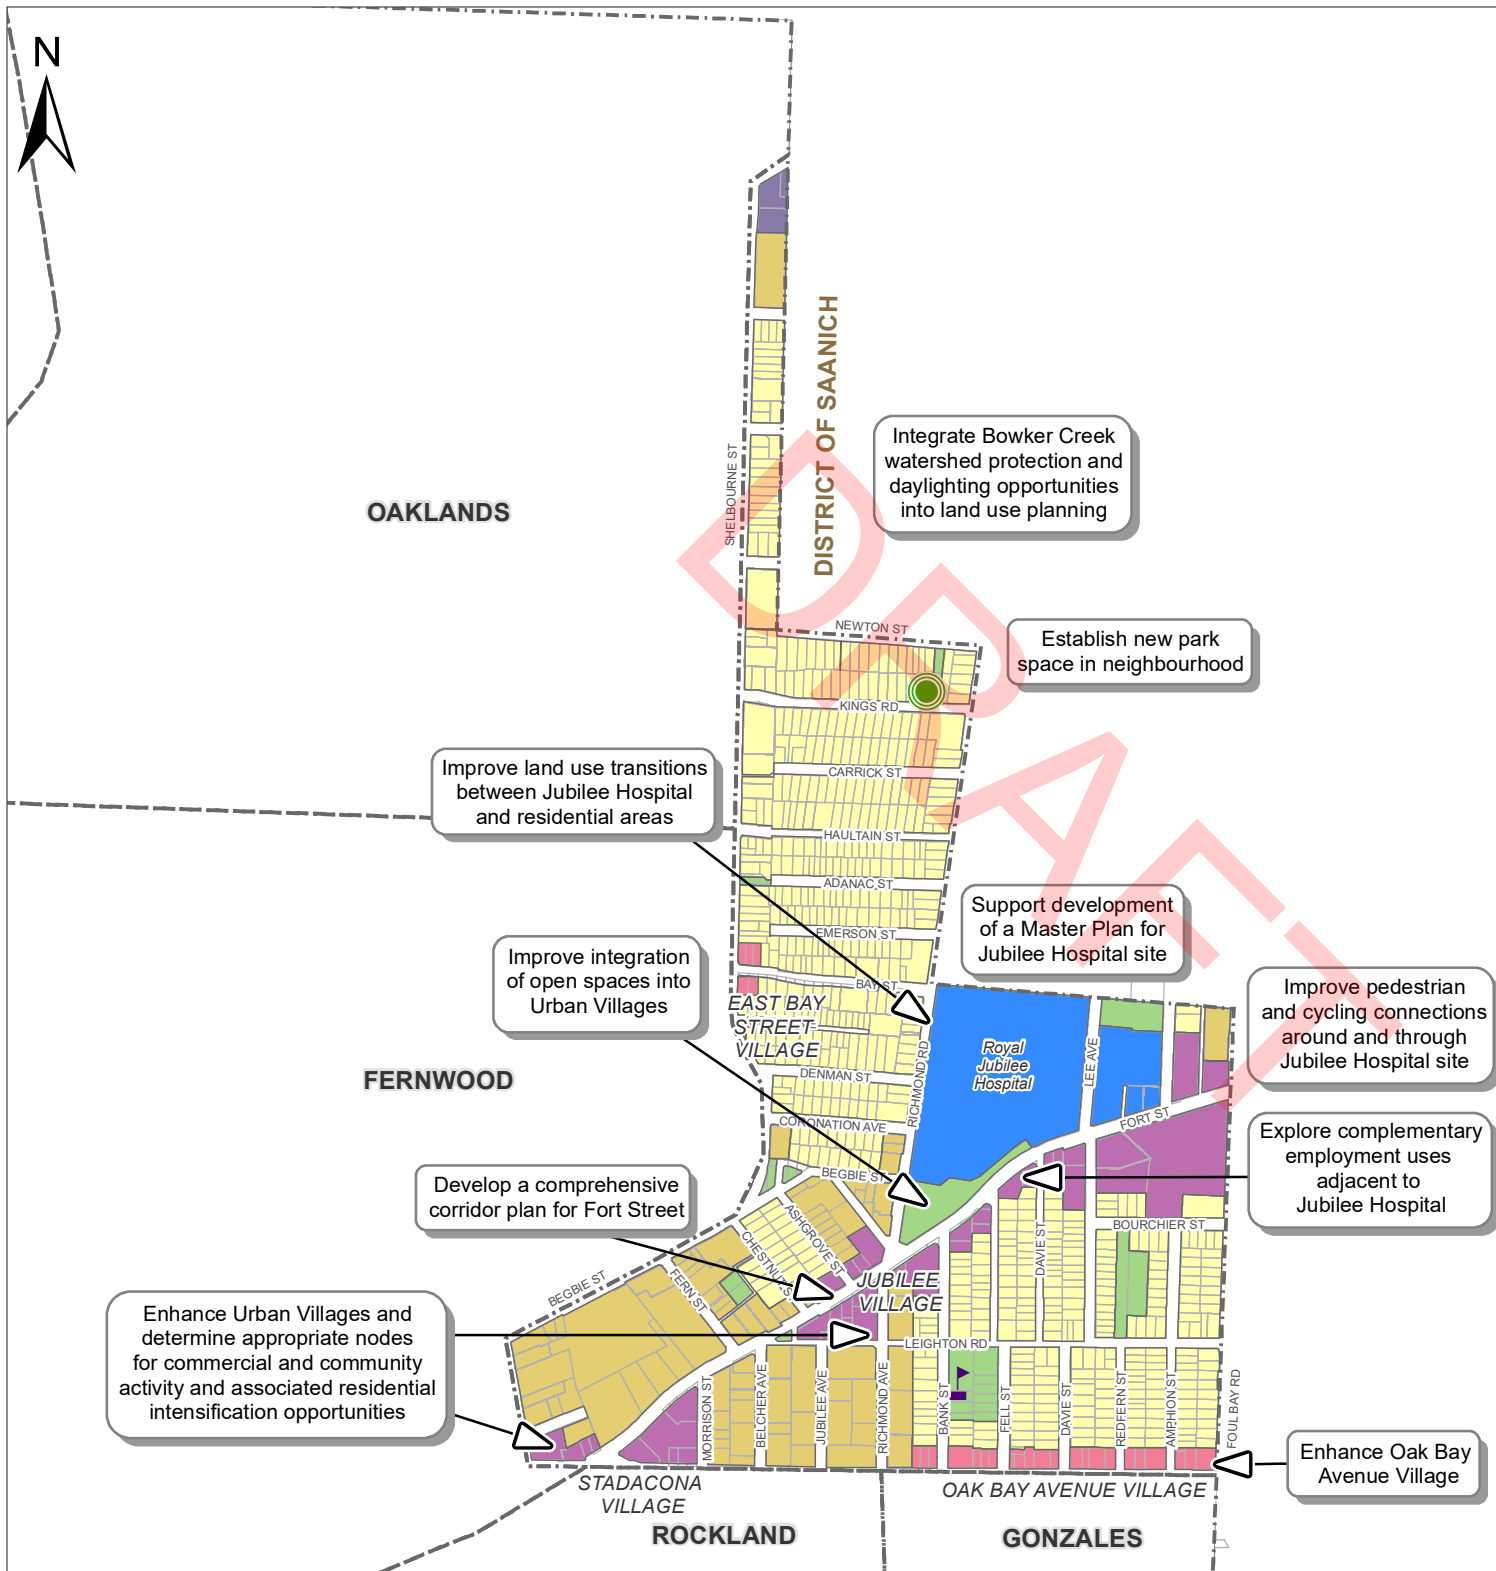 N
DISTRICT OF SAANICH
SHELBOURNE ST
OAKLANDS
Integrate Bowker Creek
watershed protection and
daylighting opportunities
into land use planning
DRAFT
NEWTON ST
Establish new park
space in neighbourhood
KINGS RD
Improve land use transitions
between Jubilee Hospital
and residential areas
CARRICK ST
HAULTAIN ST
ADANAC ST
EMERSON ST
Support development
of a Master Plan for
Jubilee Hospital site
Improve integration
of open spaces into
Urban Villages
BAY ST
EAST BAY
STREET
VILLAGE
Improve pedestrian
and cycling connections
around and through
Jubilee Hospital site
Royal
Jubilee
Hospital
LEE AVE
RICHMOND RD
FERNWOOD
DENMAN ST
CORONATION AVE
FORT ST
Explore complementary
employment uses
adjacent to
Jubilee Hospital
BEGBIE ST
Develop a comprehensive
corridor plan for Fort Street
ASHGROVE ST
CHESTNUT ST
DAVIE ST
BOURCHIER ST
FERN ST
BEGBIE ST
JUBILEE
VILLAGE
Enhance Urban Villages and
determine appropriate nodes
for commercial and community
activity and associated residential
intensification opportunities
LEIGHTON RD
MORRISON ST
BELCHER AVE
JUBILEE AVE
RICHMOND AVE
BANK ST
FELL ST
DAVIE ST
REDFERN ST
AMPHION ST
FOUL BAY RD
Enhance Oak Bay
Avenue Village
STADACONA
VILLAGE
OAK BAY AVENUE VILLAGE
ROCKLAND
GONZALES